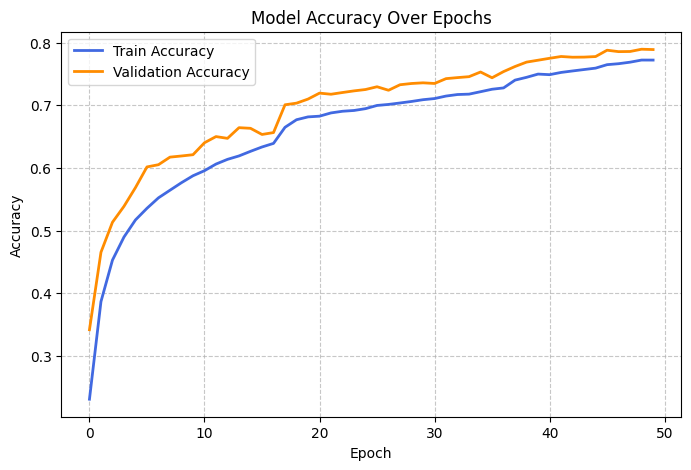 Model Accuracy Over Epochs
Train Accuracy
Validation Accuracy
0.8
0.7
0.6
0.5
0.4
0.3
Accuracy
0 10 20 30 40 50
Epoch